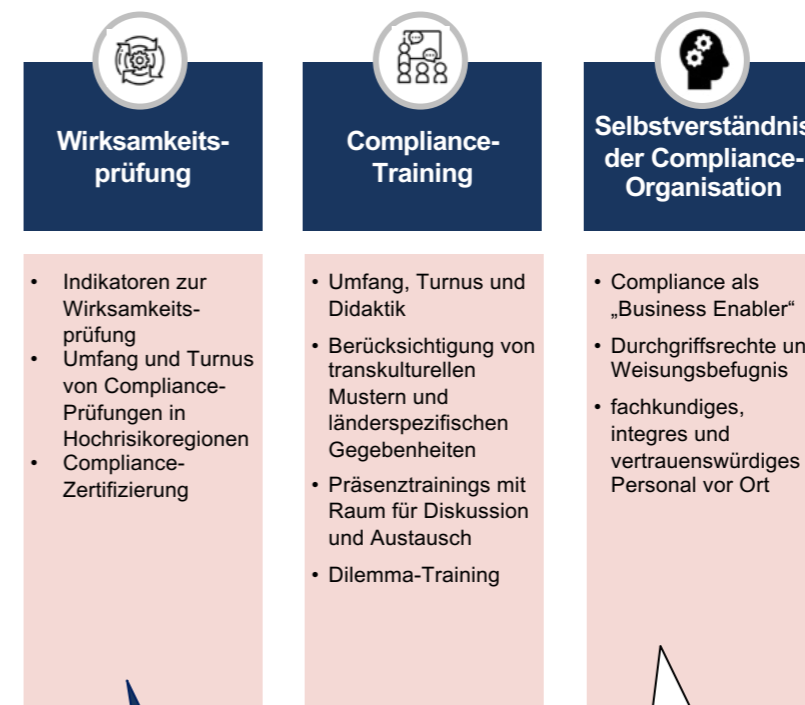 Wirksamkeits-
prüfung
• Indikatoren zur
Wirksamkeits-
prüfung
• Umfang und Turnus
von Compliance-
Prüfungen in
Hochrisikoregionen
• Compliance-
Zertifizierung
Compliance-
Training
• Umfang, Turnus und
Didaktik
• Berücksichtigung von
transkulturellen
Mustern und
länderspezifischen
Gegebenheiten
• Präsenztrainings mit
Raum für Diskussion
und Austausch
• Dilemma-Training
Selbstverständnis
der Compliance-
Organisation
• Compliance als
„Business Enabler“
• Durchgriffsrechte un
Weisungsbefugnis
• fachkundiges,
integres und
vertrauenswürdiges
Personal vor Ort